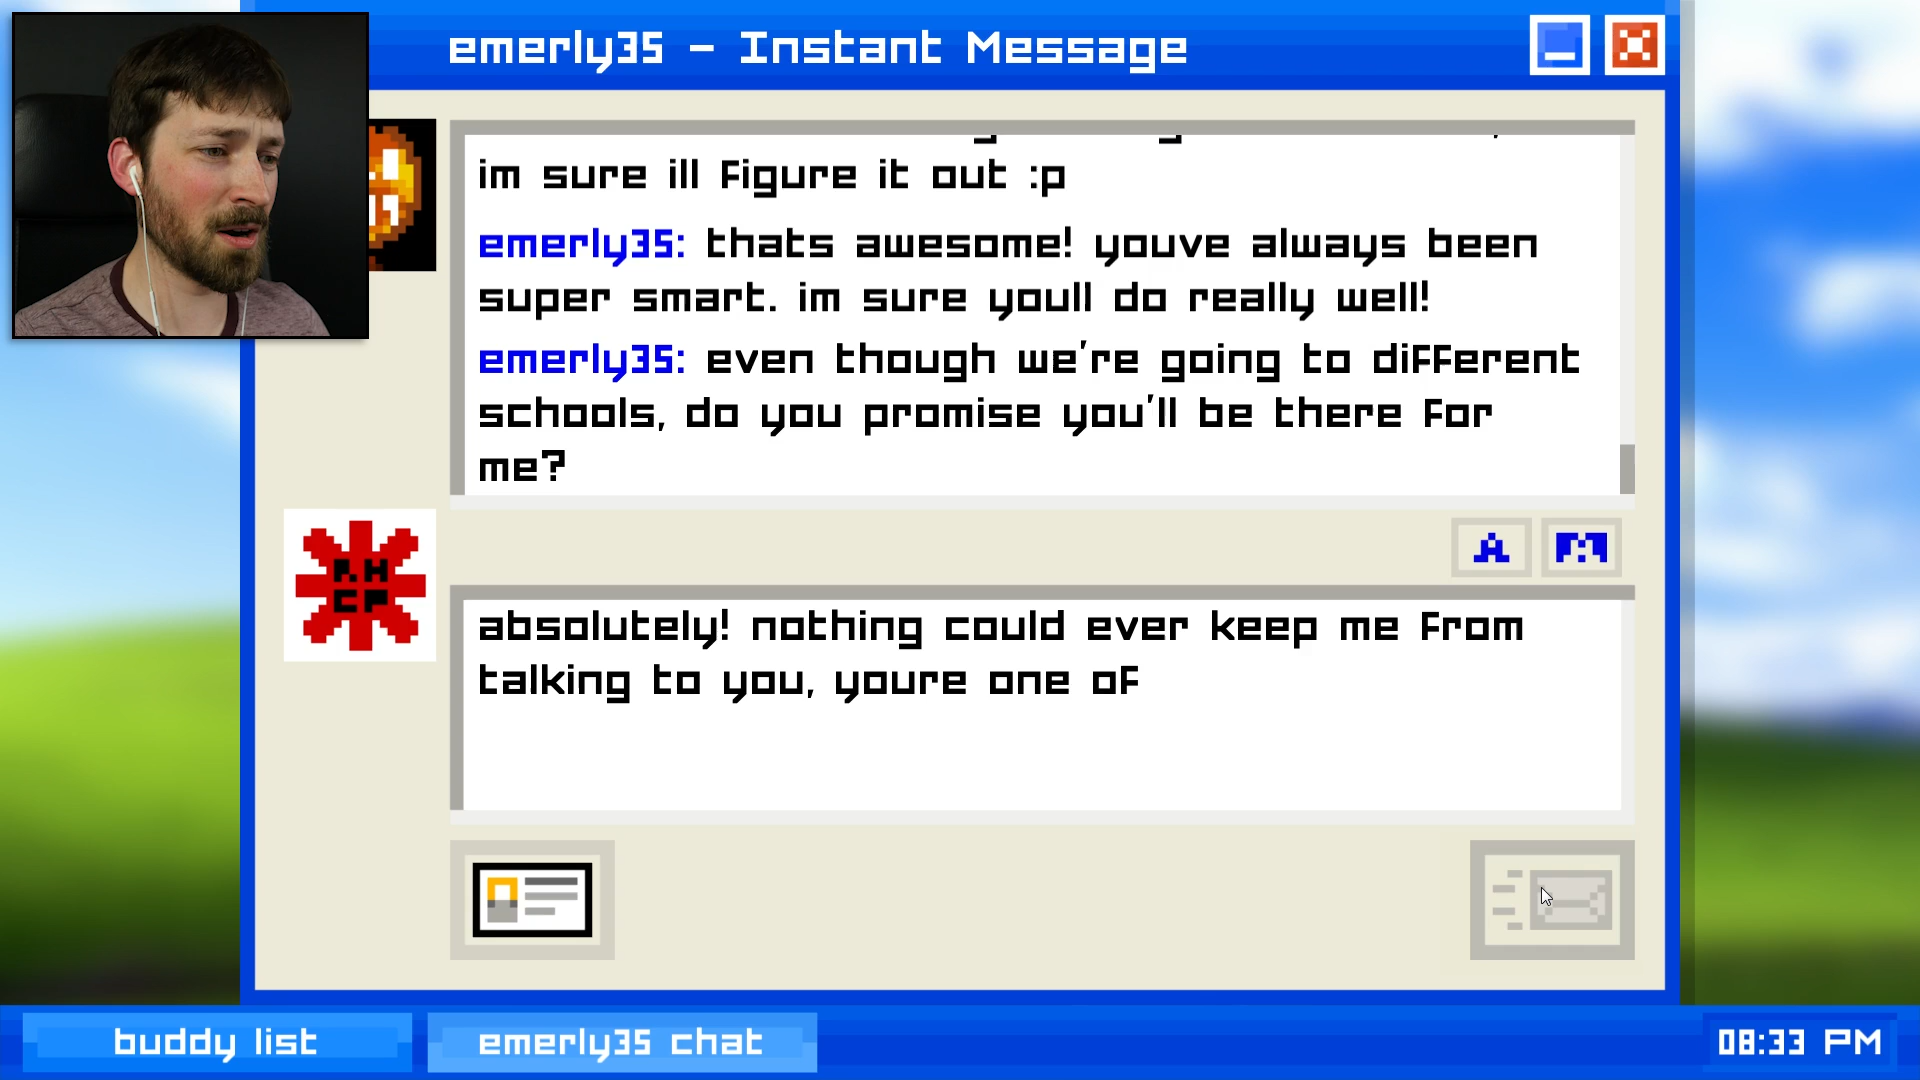 emerly35 - Instant Message
im sure ill figure it out :p
emerly35: thats awesome! youve always been
super smart. im sure youll do really well!
emerly35: even though we're going to different
schools, do you promise you'll be there for
me?
A
RH
CP
absolutely! nothing could ever keep me from
talking to you, youre one of
buddy list
emerly35 chat
08:33 PM